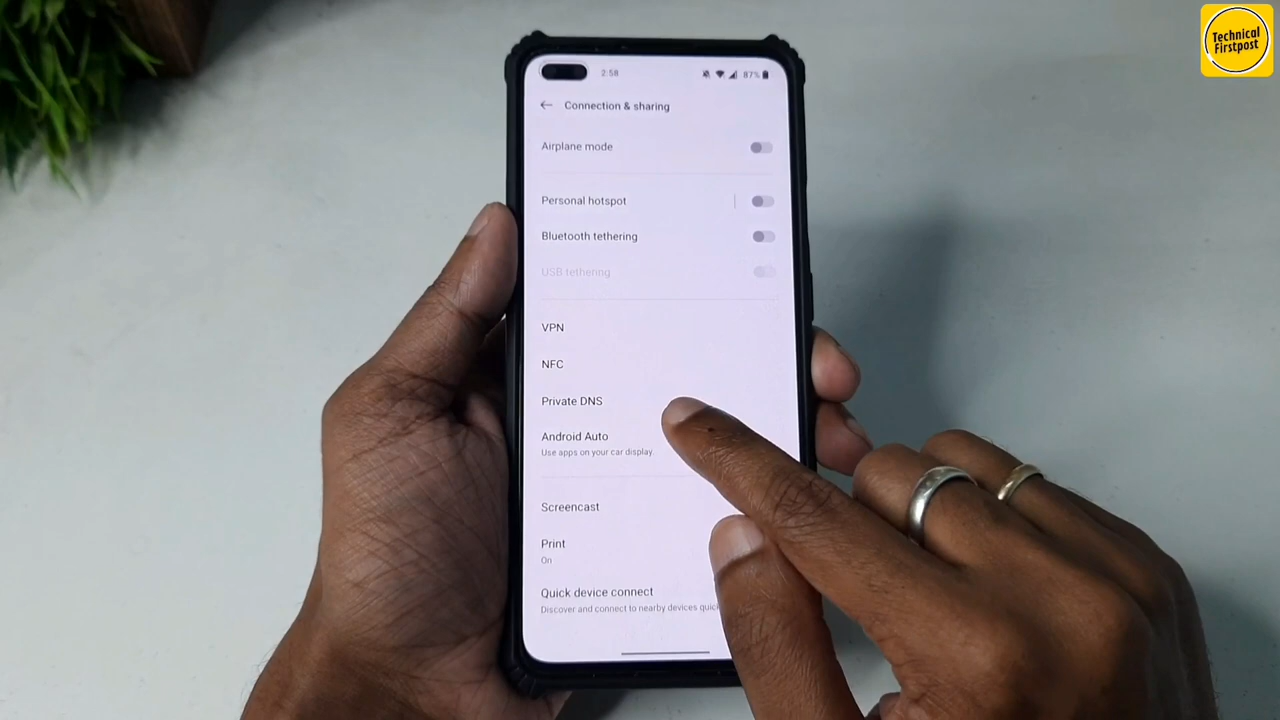 Technical
Firstpost
2:58
87%
Connection & sharing
Airplane mode
Personal hotspot
Bluetooth tethering
USB tethering
VPN
NFC
Private DNS
Android Auto
Use apps on your car display.
Screencast
Print
On
Quick device connect
Discover and connect to nearby devices